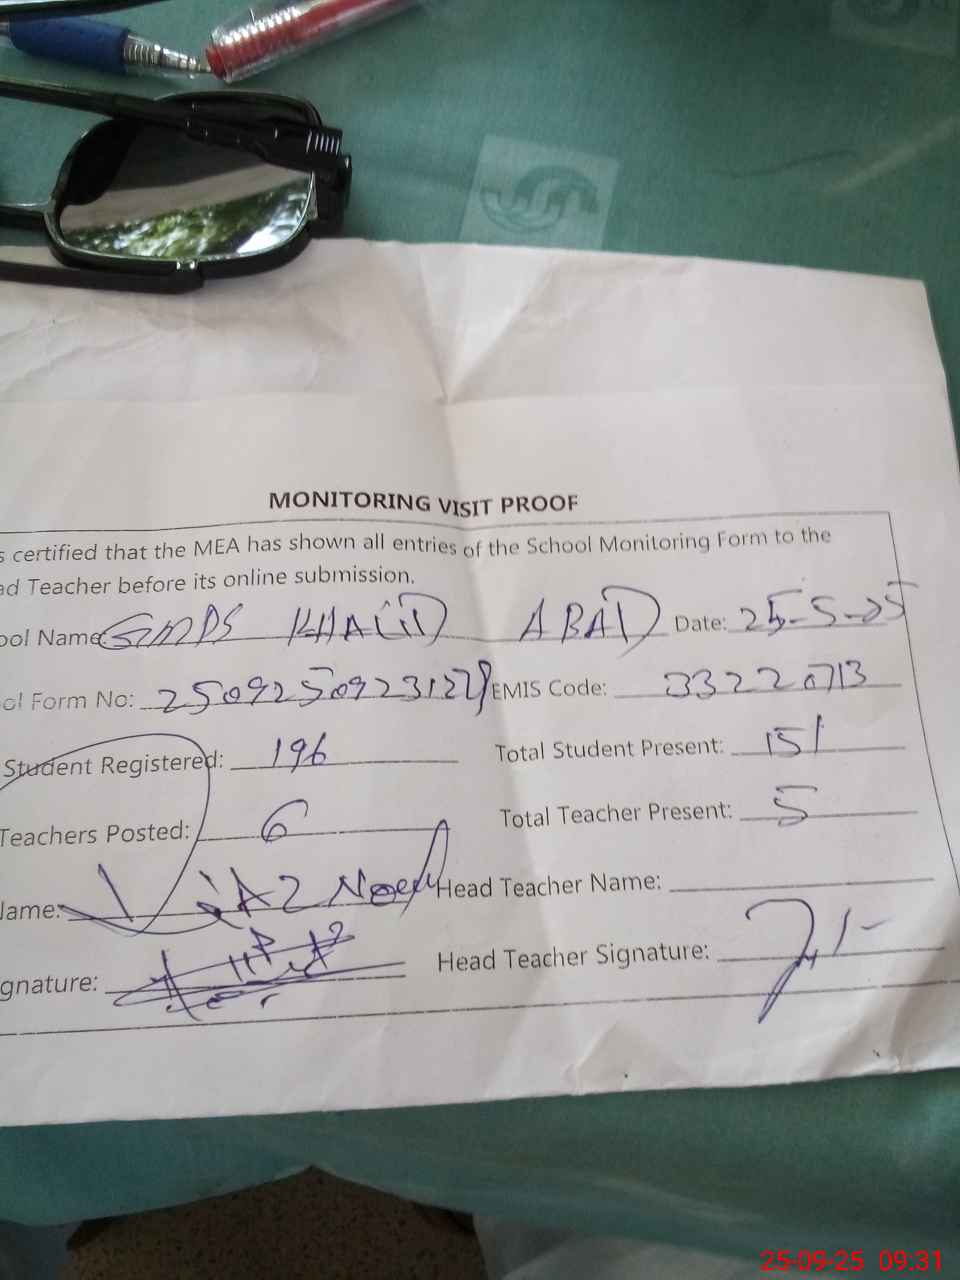 MONITORING VISIT PROOF
s certified that the MEA has shown all entries of the School Monitoring Form to the
ad Teacher before its online submission.
ool Name: GMPS KHALID ABAD Date: 25-5-25
ol Form No: EMIS Code: 33220713
Student Registered: 196 Total Student Present: 151
Teachers Posted: 6 Total Teacher Present: 5
Name: Head Teacher Name:
gnature: Head Teacher Signature:
25-09-25 09:31